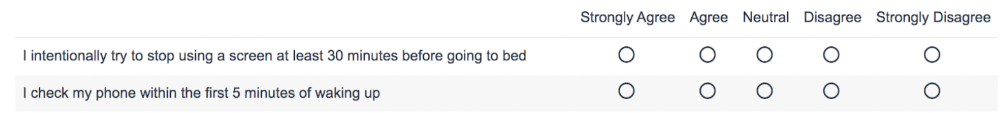 Strongly Agree Agree Neutral Disagree Strongly Disagree
I intentionally try to stop using a screen at least 30 minutes before going to bed
I check my phone within the first 5 minutes of waking up